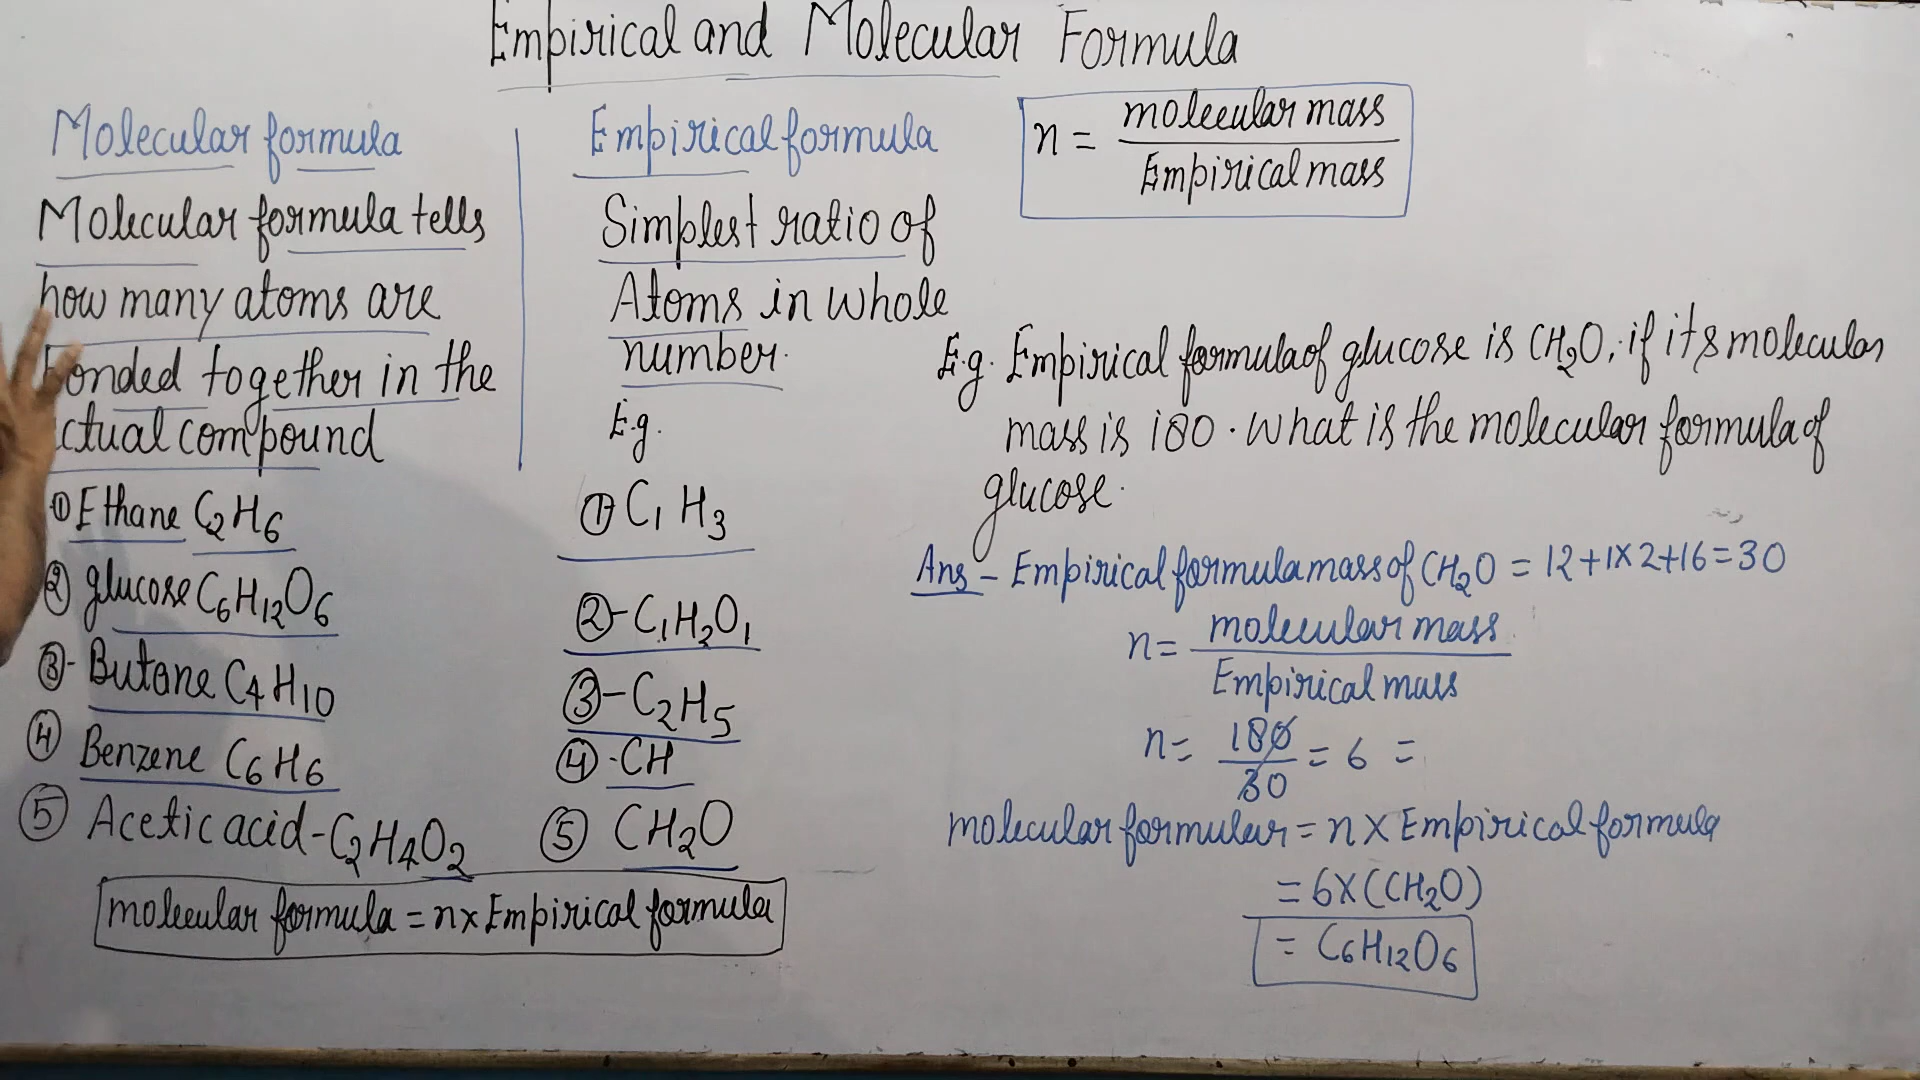 Empirical and Molecular Formula
Molecular formula
Molecular formula tells
how many atoms are
bonded together in the
ctual compound
① Ethane C₂H₆
② glucose C₆H₁₂O₆
③- Butane C₄H₁₀
④ Benzene C₆H₆
⑤ Acetic acid-C₂H₄O₂
molecular formula = n x Empirical formula
Empirical formula
Simplest ratio of
Atoms in whole
number.
E.g.
① C₁ H₃
②-C₁H₂O₁
③-C₂H₅
④ -CH
⑤ CH₂O
n = molecular mass
Empirical mass
E.g. Empirical formula of glucose is CH₂O, if its molecular
mass is 180. What is the molecular formula of
glucose.
Ans - Empirical formula mass of CH₂O = 12+1x2+16=30
n= molecular mass
Empirical mass
n= 180 = 6 =
30
molecular formular = n x Empirical formula
= 6x(CH₂O)
= C₆H₁₂O₆